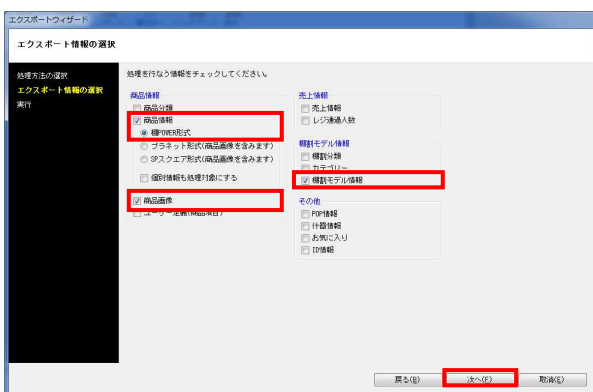 エクスポートウィザード
エクスポート情報の選択
処理方法の選択
エクスポート情報の選択
実行
処理を行なう情報をチェックしてください。
商品情報
商品分類
商品情報
棚POWER形式
プラネット形式(商品画像を含みます)
SPスクエア形式(商品画像を含みます)
個別情報も処理対象にする
商品画像
ユーザー定義(商品項目)
売上情報
売上情報
レジ通過人数
棚割モデル情報
棚割分類
カテゴリー
棚割モデル情報
その他
POP情報
什器情報
お気に入り
ID情報
戻る(B)
次へ(F)
取消(E)